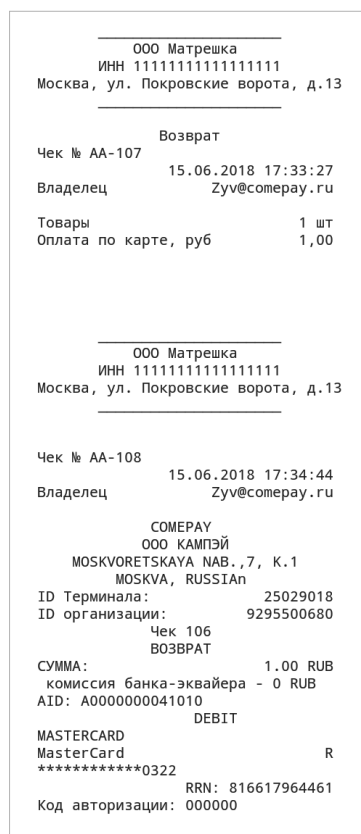 ООО Матрешка
ИНН 11111111111111111
Москва, ул. Покровские ворота, д.13
Возврат
Чек № АА-107
15.06.2018 17:33:27
Владелец Zyv@comepay.ru
Товары 1 шт
Оплата по карте, руб 1,00
ООО Матрешка
ИНН 11111111111111111
Москва, ул. Покровские ворота, д.13
Чек № АА-108
15.06.2018 17:34:44
Владелец Zyv@comepay.ru
COMEPAY
ООО КАМПЭЙ
MOSKVORETSKAYA NAB.,7, K.1
MOSKVA, RUSSIAn
ID Терминала: 25029018
ID организации: 9295500680
Чек 106
ВОЗВРАТ
СУММА: 1.00 RUB
комиссия банка-эквайера - 0 RUB
AID: A0000000041010
DEBIT
MASTERCARD
MasterCard R
************0322
RRN: 816617964461
Код авторизации: 000000